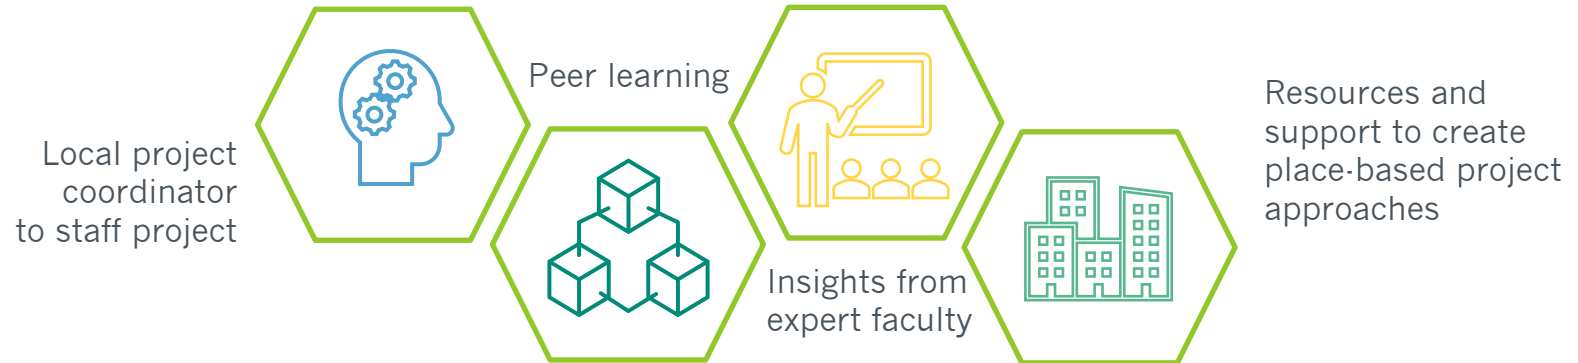 Local project
coordinator
to staff project
Peer learning
Insights from
expert faculty
Resources and
support to create
place-based project
approaches